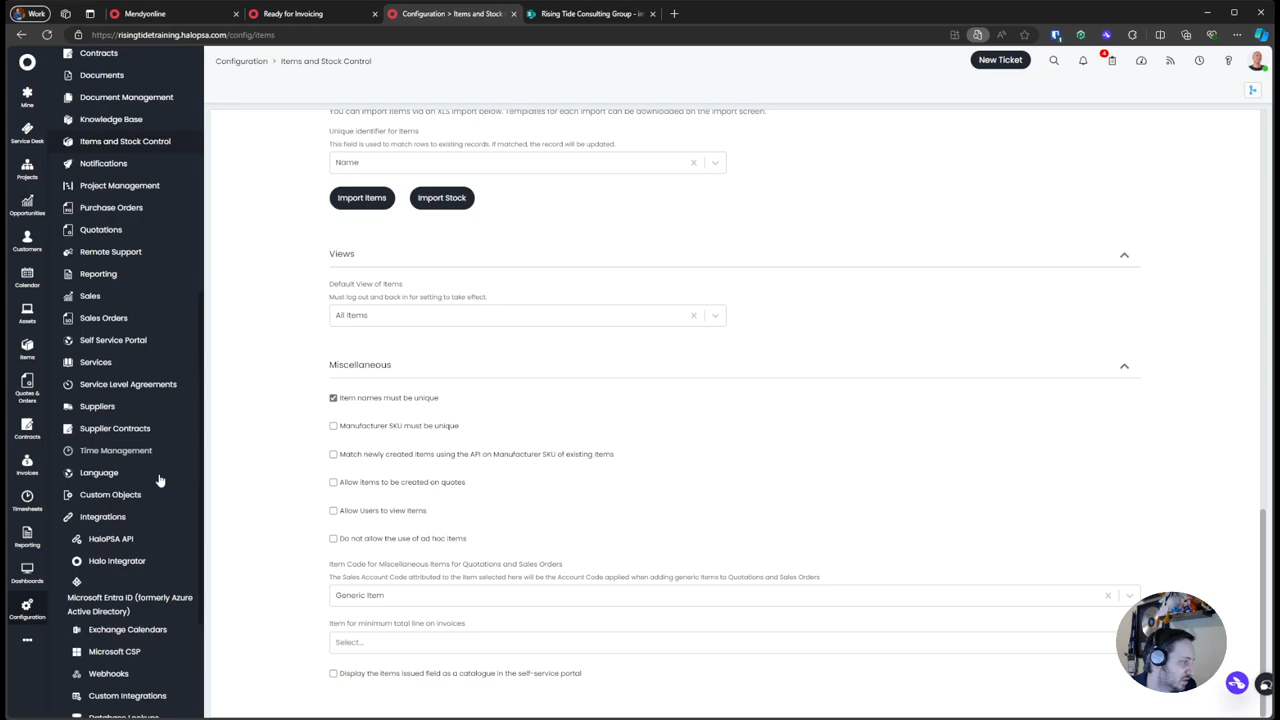 Work
Mendyonline
Ready for Invoicing
Configuration > Items and Stock
Rising Tide Consulting Group - in
https://risingtidetraining.halopsa.com/config/items
Mine
Service Desk
Projects
Opportunities
Customers
Calendar
Assets
Items
Quotes & Orders
Contracts
Invoices
Timesheets
Reporting
Dashboards
Configuration
Contracts
Documents
Document Management
Knowledge Base
Items and Stock Control
Notifications
Project Management
Purchase Orders
Quotations
Remote Support
Reporting
Sales
Sales Orders
Self Service Portal
Services
Service Level Agreements
Suppliers
Supplier Contracts
Time Management
Language
Custom Objects
Integrations
HaloPSA API
Halo Integrator
Microsoft Entra ID (formerly Azure
Active Directory)
Exchange Calendars
Microsoft CSP
Webhooks
Custom Integrations
Database Lookups
Configuration > Items and Stock Control
New Ticket
4
You can import items via an XLS import below. Templates for each import can be downloaded on the import screen.
Unique identifier for Items
This field is used to match rows to existing records. If matched, the record will be updated.
Name
Import Items
Import Stock
Views
Default View of Items
Must log out and back in for setting to take effect.
All Items
Miscellaneous
Item names must be unique
Manufacturer SKU must be unique
Match newly created items using the API on Manufacturer SKU of existing Items
Allow items to be created on quotes
Allow Users to view Items
Do not allow the use of ad hoc items
Item Code for Miscellaneous Items for Quotations and Sales Orders
The Sales Account Code attributed to the Item selected here will be the Account Code applied when adding generic Items to Quotations and Sales Orders
Generic Item
Item for minimum total line on invoices
Select...
Display the items issued field as a catalogue in the self-service portal